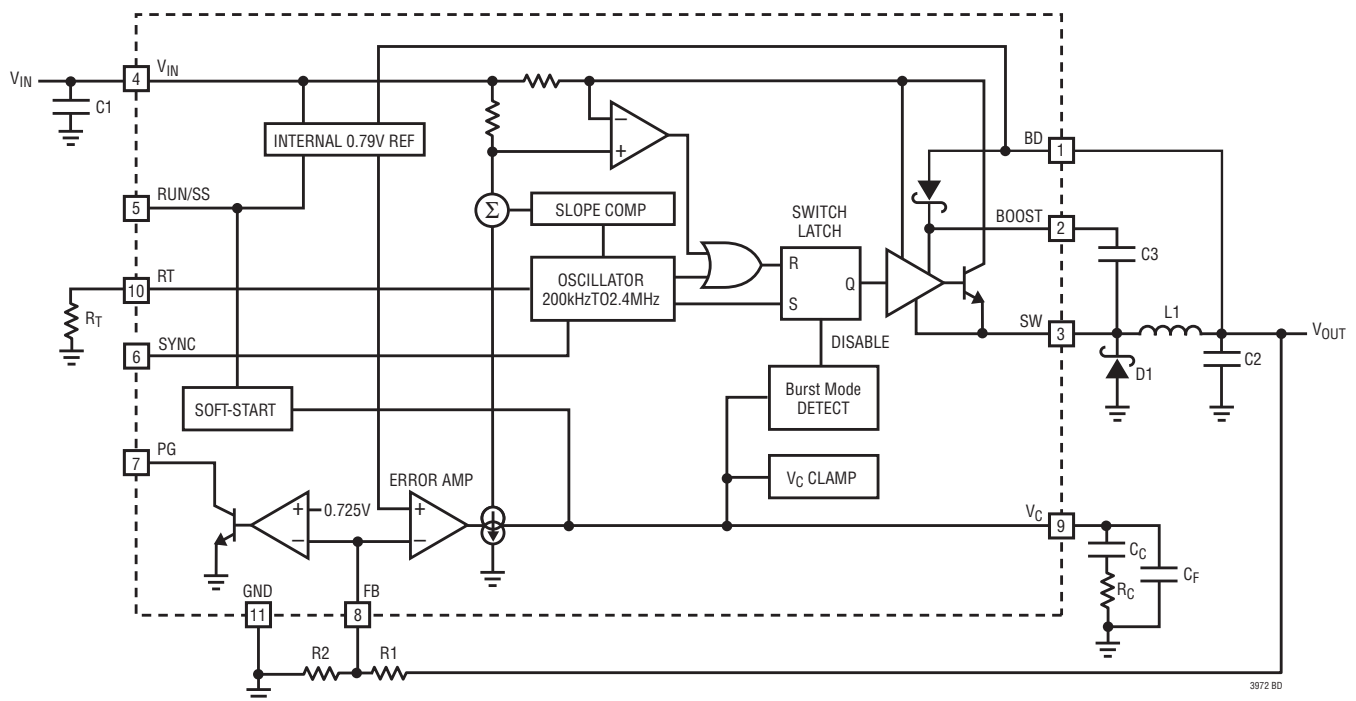 VIN
4
VIN
C1
INTERNAL 0.79V REF
−
+
BD
1
5
RUN/SS
Σ
SLOPE COMP
SWITCH
LATCH
BOOST
2
C3
10
RT
RT
OSCILLATOR
200kHzTO2.4MHz
R
S
Q
SW
3
L1
VOUT
6
SYNC
DISABLE
D1
C2
SOFT-START
Burst Mode
DETECT
7
PG
ERROR AMP
VC CLAMP
+
0.725V
−
+
−
VC
9
CC
RC
CF
GND
11
FB
8
R2
R1
3972 BD